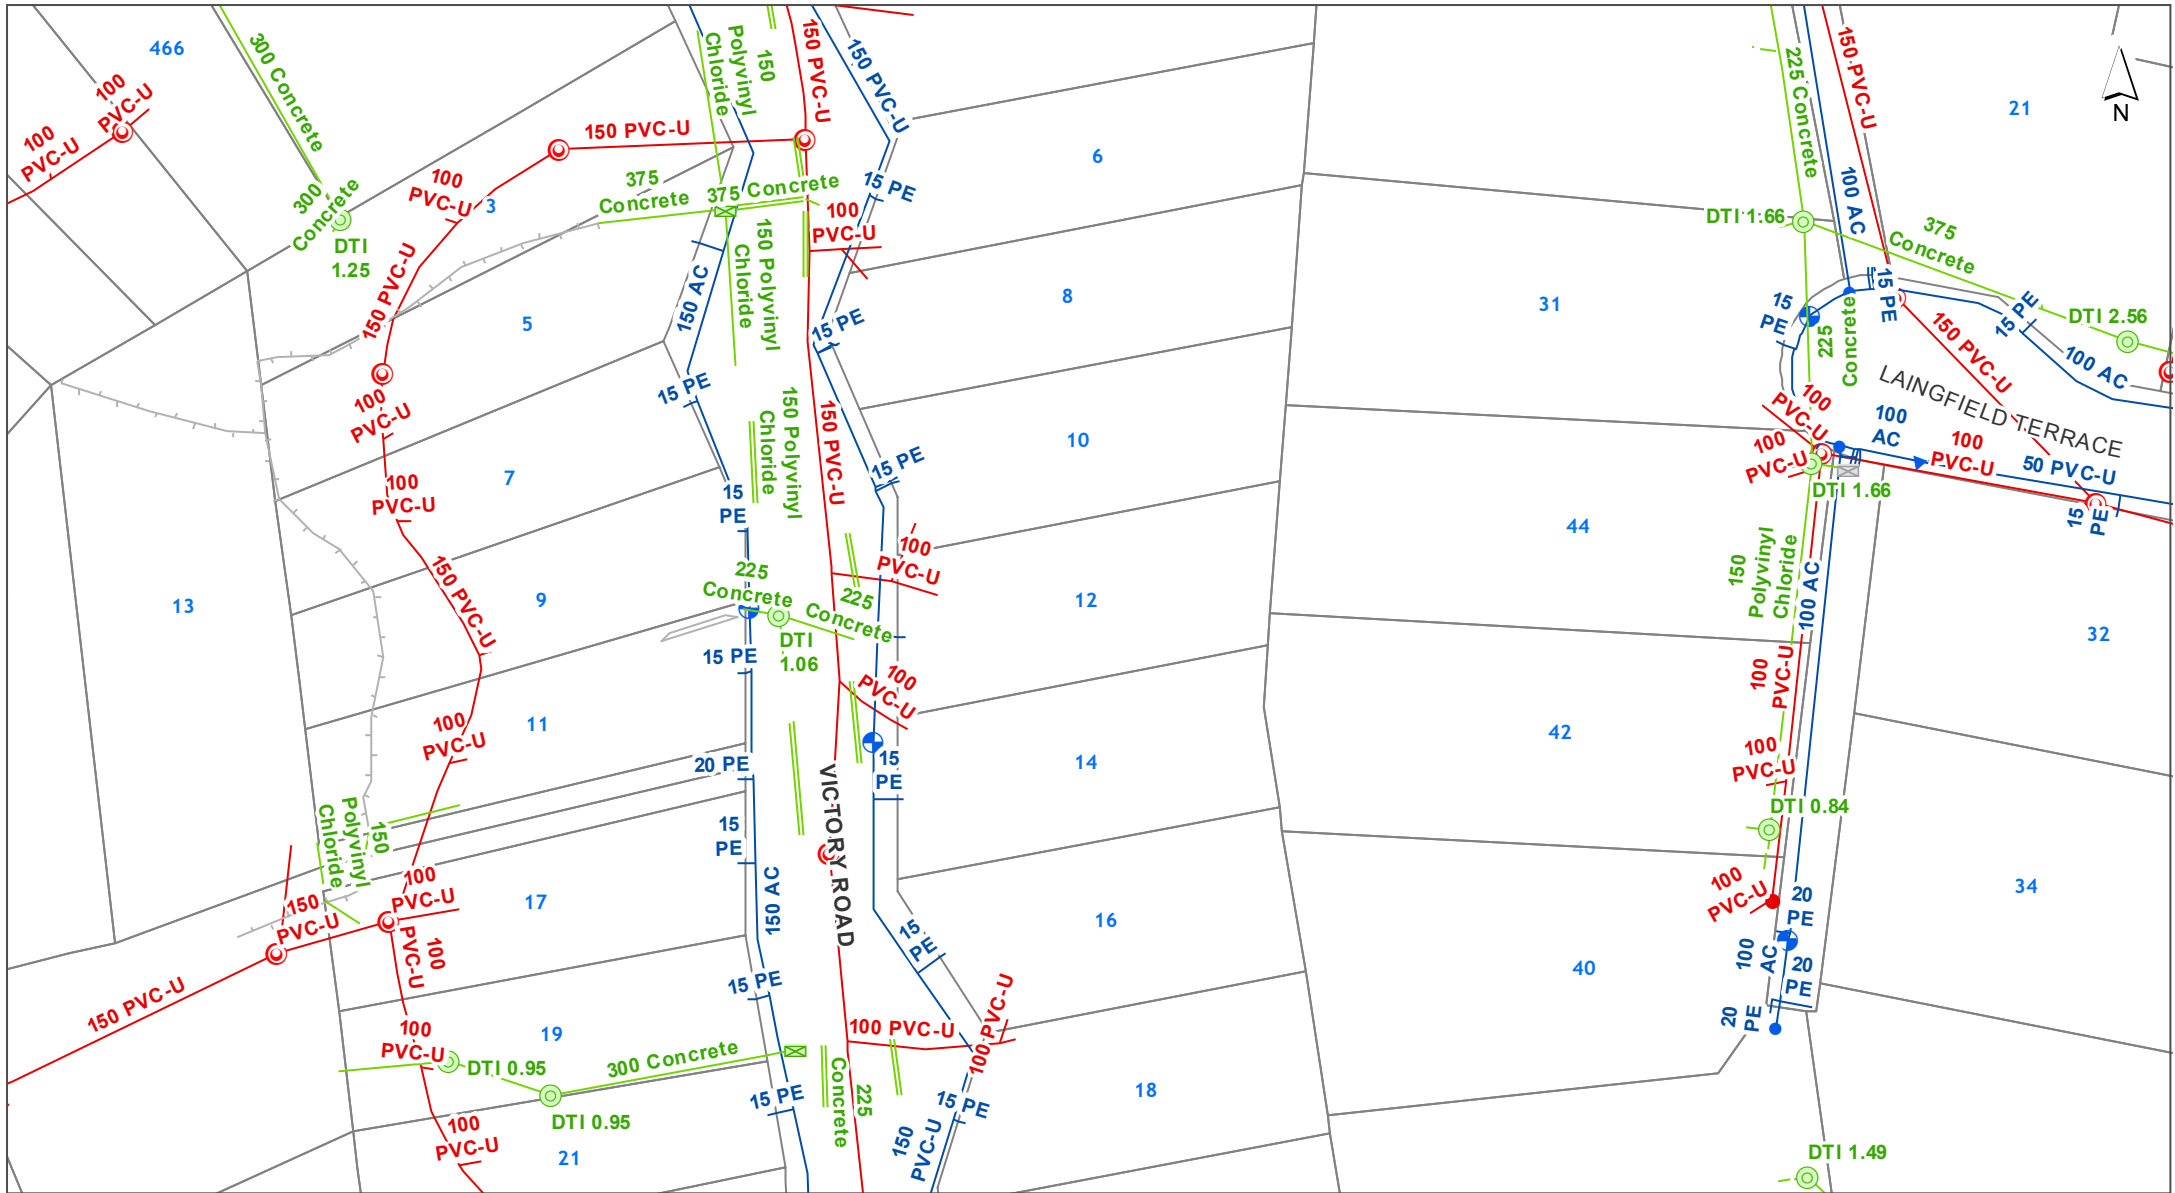 466
300 Concrete
100
PVC-U
100
PVC-U
300
Concrete
DTI
1.25
150 PVC-U
100
PVC-U
3
375
Concrete
375 Concrete
Polyvinyl
Chloride
150
150 PVC-U
150 PVC-U
15 PE
100
PVC-U
6
150 PVC-U
150 AC
150 Polyvinyl
Chloride
5
15 PE
8
15 PE
100
PVC-U
150 Polyvinyl
Chloride
150 PVC-U
15 PE
10
7
100
PVC-U
15
PE
100
PVC-U
150 PVC-U
225
Concrete
225
Concrete
DTI
1.06
13
9
12
15 PE
100
PVC-U
11
100
PVC-U
20 PE
15
PE
14
Polyvinyl
Chloride
150
15
PE
VICTORY ROAD
100
PVC-U
150
PVC-U
100
PVC-U
17
150 AC
16
15
PE
150 PVC-U
15 PE
100
PVC-U
19
DTI 0.95
300 Concrete
100 PVC-U
100 PVC-U
DTI 0.95
15 PE
Concrete
225
15 PE
150
PVC-U
18
100
PVC-U
21
225 Concrete
150 PVC-U
21
N
DTI 1.66
100 AC
375
Concrete
31
15
PE
225
Concrete
15 PE
15 PE
DTI 2.56
150 PVC-U
100 AC
LAINGFIELD TERRACE
100
PVC-U
100
PVC-U
100
AC
100
PVC-U
50 PVC-U
DTI 1.66
15
PE
44
150
Polyvinyl
Chloride
100 AC
32
100
PVC-U
42
100
PVC-U
DTI 0.84
100
PVC-U
20
PE
34
100
AC
20
PE
40
20
PE
DTI 1.49